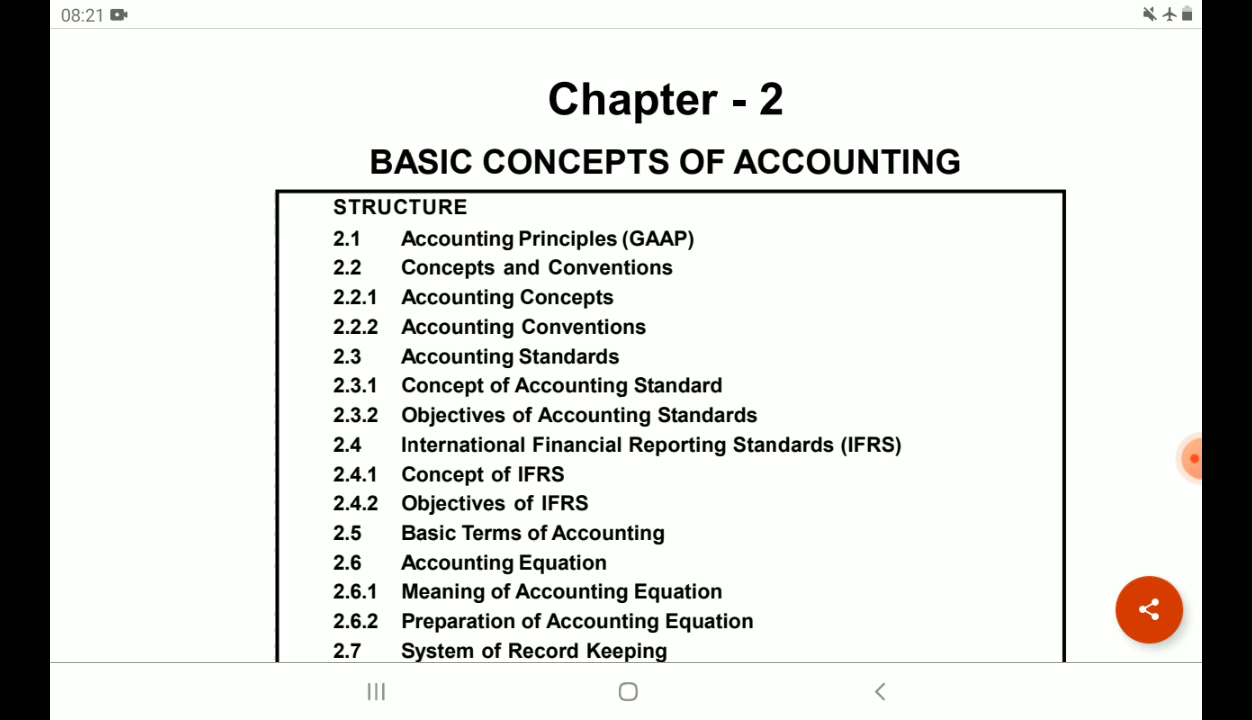 08:21
Chapter - 2
BASIC CONCEPTS OF ACCOUNTING
STRUCTURE
2.1 Accounting Principles (GAAP)
2.2 Concepts and Conventions
2.2.1 Accounting Concepts
2.2.2 Accounting Conventions
2.3 Accounting Standards
2.3.1 Concept of Accounting Standard
2.3.2 Objectives of Accounting Standards
2.4 International Financial Reporting Standards (IFRS)
2.4.1 Concept of IFRS
2.4.2 Objectives of IFRS
2.5 Basic Terms of Accounting
2.6 Accounting Equation
2.6.1 Meaning of Accounting Equation
2.6.2 Preparation of Accounting Equation
2.7 System of Record Keeping